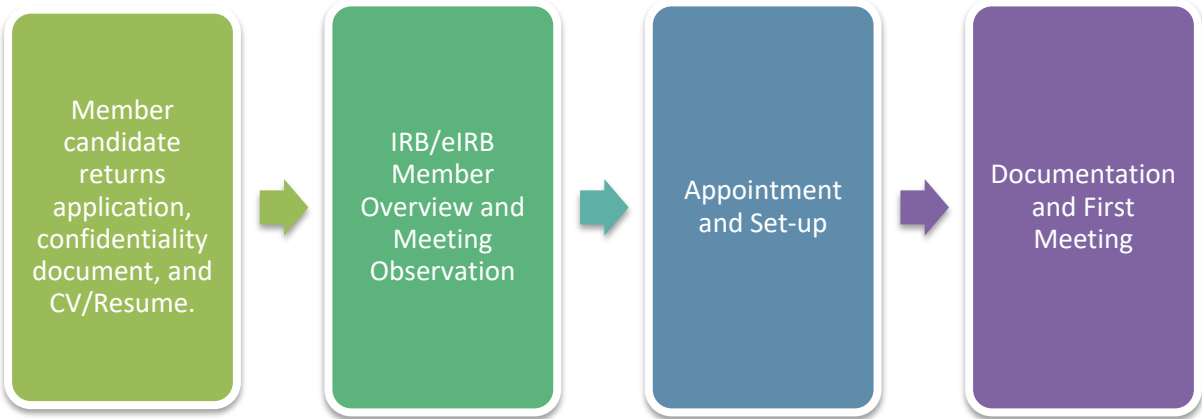 Member
candidate
returns
application,
confidentiality
document, and
CV/Resume.
IRB/eIRB
Member
Overview and
Meeting
Observation
Appointment
and Set-up
Documentation
and First
Meeting